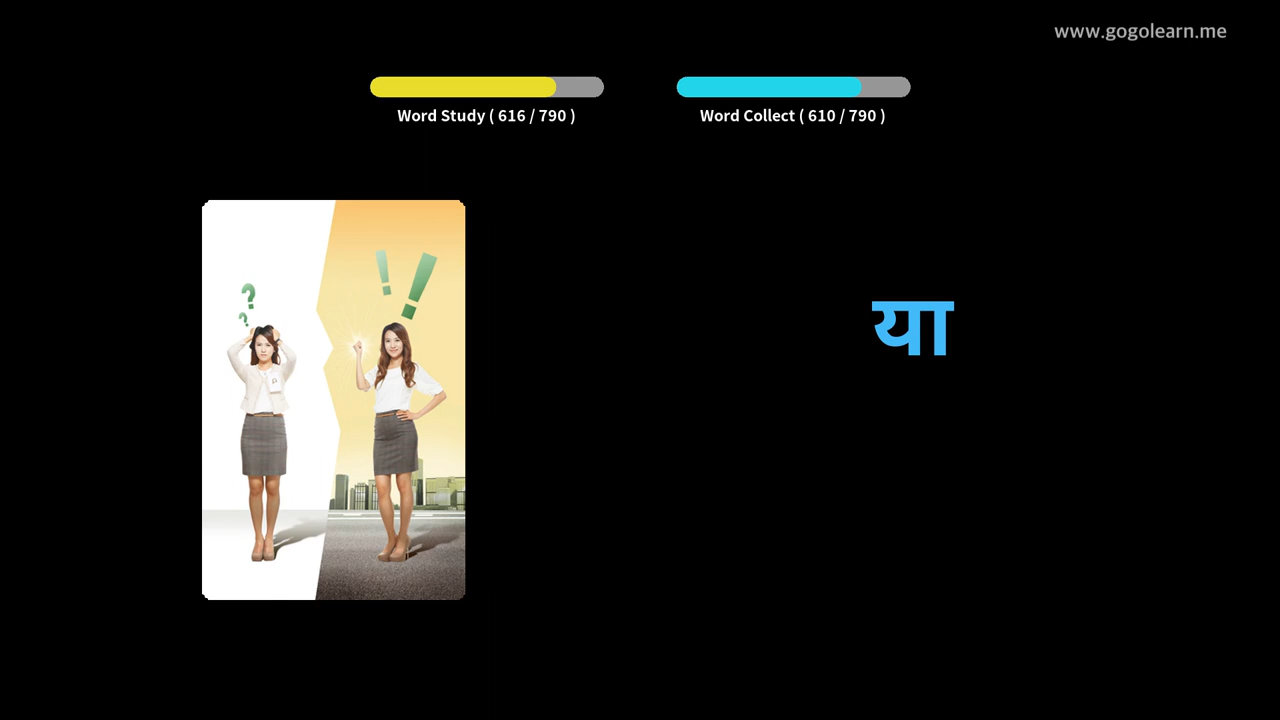 www.gogolearn.me
Word Study ( 616 / 790 )
Word Collect ( 610 / 790 )
? ?
! !
या